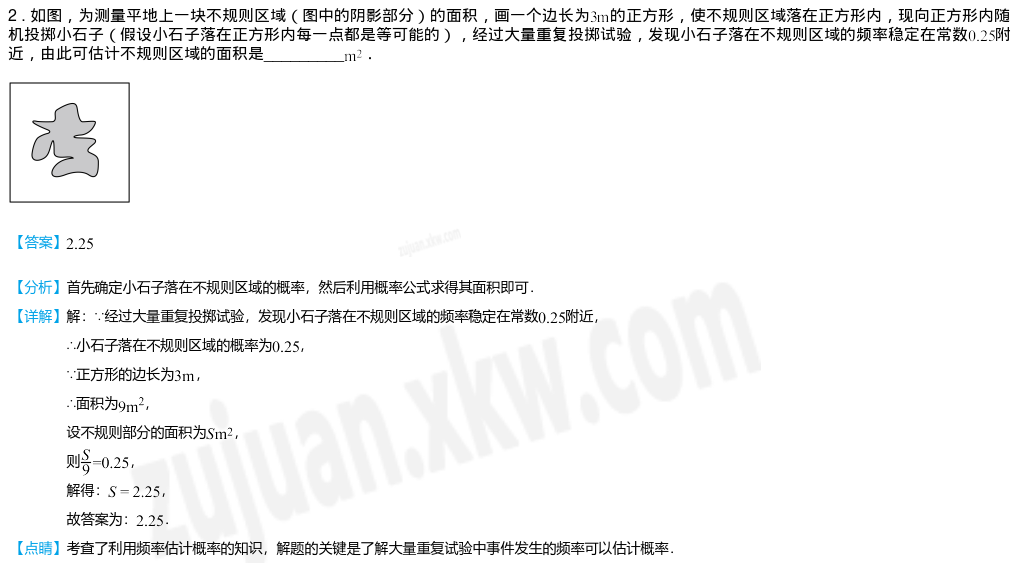 2．如图，为测量平地上一块不规则区域（图中的阴影部分）的面积，画一个边长为3m的正方形，使不规则区域落在正方形内，现向正方形内随
机投掷小石子（假设小石子落在正方形内每一点都是等可能的），经过大量重复投掷试验，发现小石子落在不规则区域的频率稳定在常数0.25附
近，由此可估计不规则区域的面积是__________m²．
zujuan.xkw.com
【答案】2.25
【分析】首先确定小石子落在不规则区域的概率，然后利用概率公式求得其面积即可．
【详解】解：∵经过大量重复投掷试验，发现小石子落在不规则区域的频率稳定在常数0.25附近，
∴小石子落在不规则区域的概率为0.25，
∵正方形的边长为3m，
∴面积为9m²，
设不规则部分的面积为Sm²，
则S/9=0.25，
解得：S = 2.25，
故答案为：2.25．
【点睛】考查了利用频率估计概率的知识，解题的关键是了解大量重复试验中事件发生的频率可以估计概率．
zujuan.xkw.com